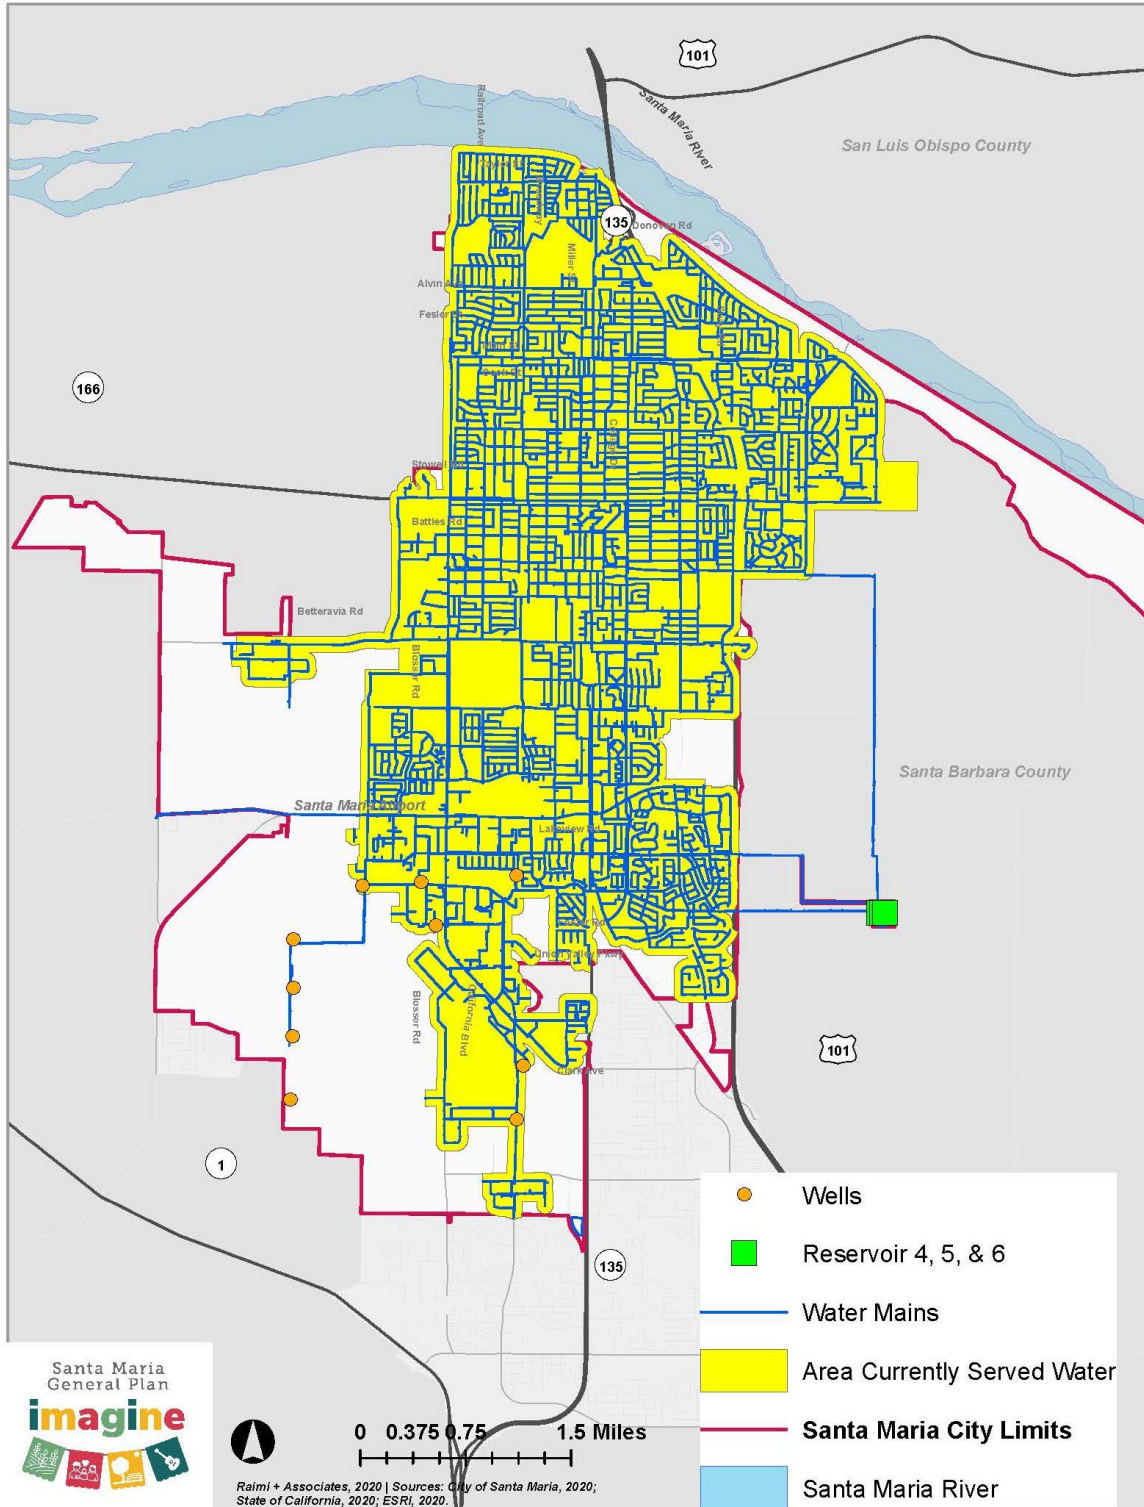 101
Santa Maria River
San Luis Obispo County
Railroad Ave
135
Donovan Rd
Miller St
Alvin Ave
Fesler St
166
College Dr
Stowell Rd
Battles Rd
Betteravia Rd
Blosser Rd
Santa Barbara County
Santa Maria Airport
Lakeview Rd
Union Valley Pkwy
Blosser Rd
California Blvd
101
Clark Ave
1
135
Wells
Reservoir 4, 5, & 6
Water Mains
Area Currently Served Water
Santa Maria City Limits
Santa Maria River
Santa Maria
General Plan
imagine
0 0.375 0.75 1.5 Miles
Raimi + Associates, 2020 | Sources: City of Santa Maria, 2020;
State of California, 2020; ESRI, 2020.